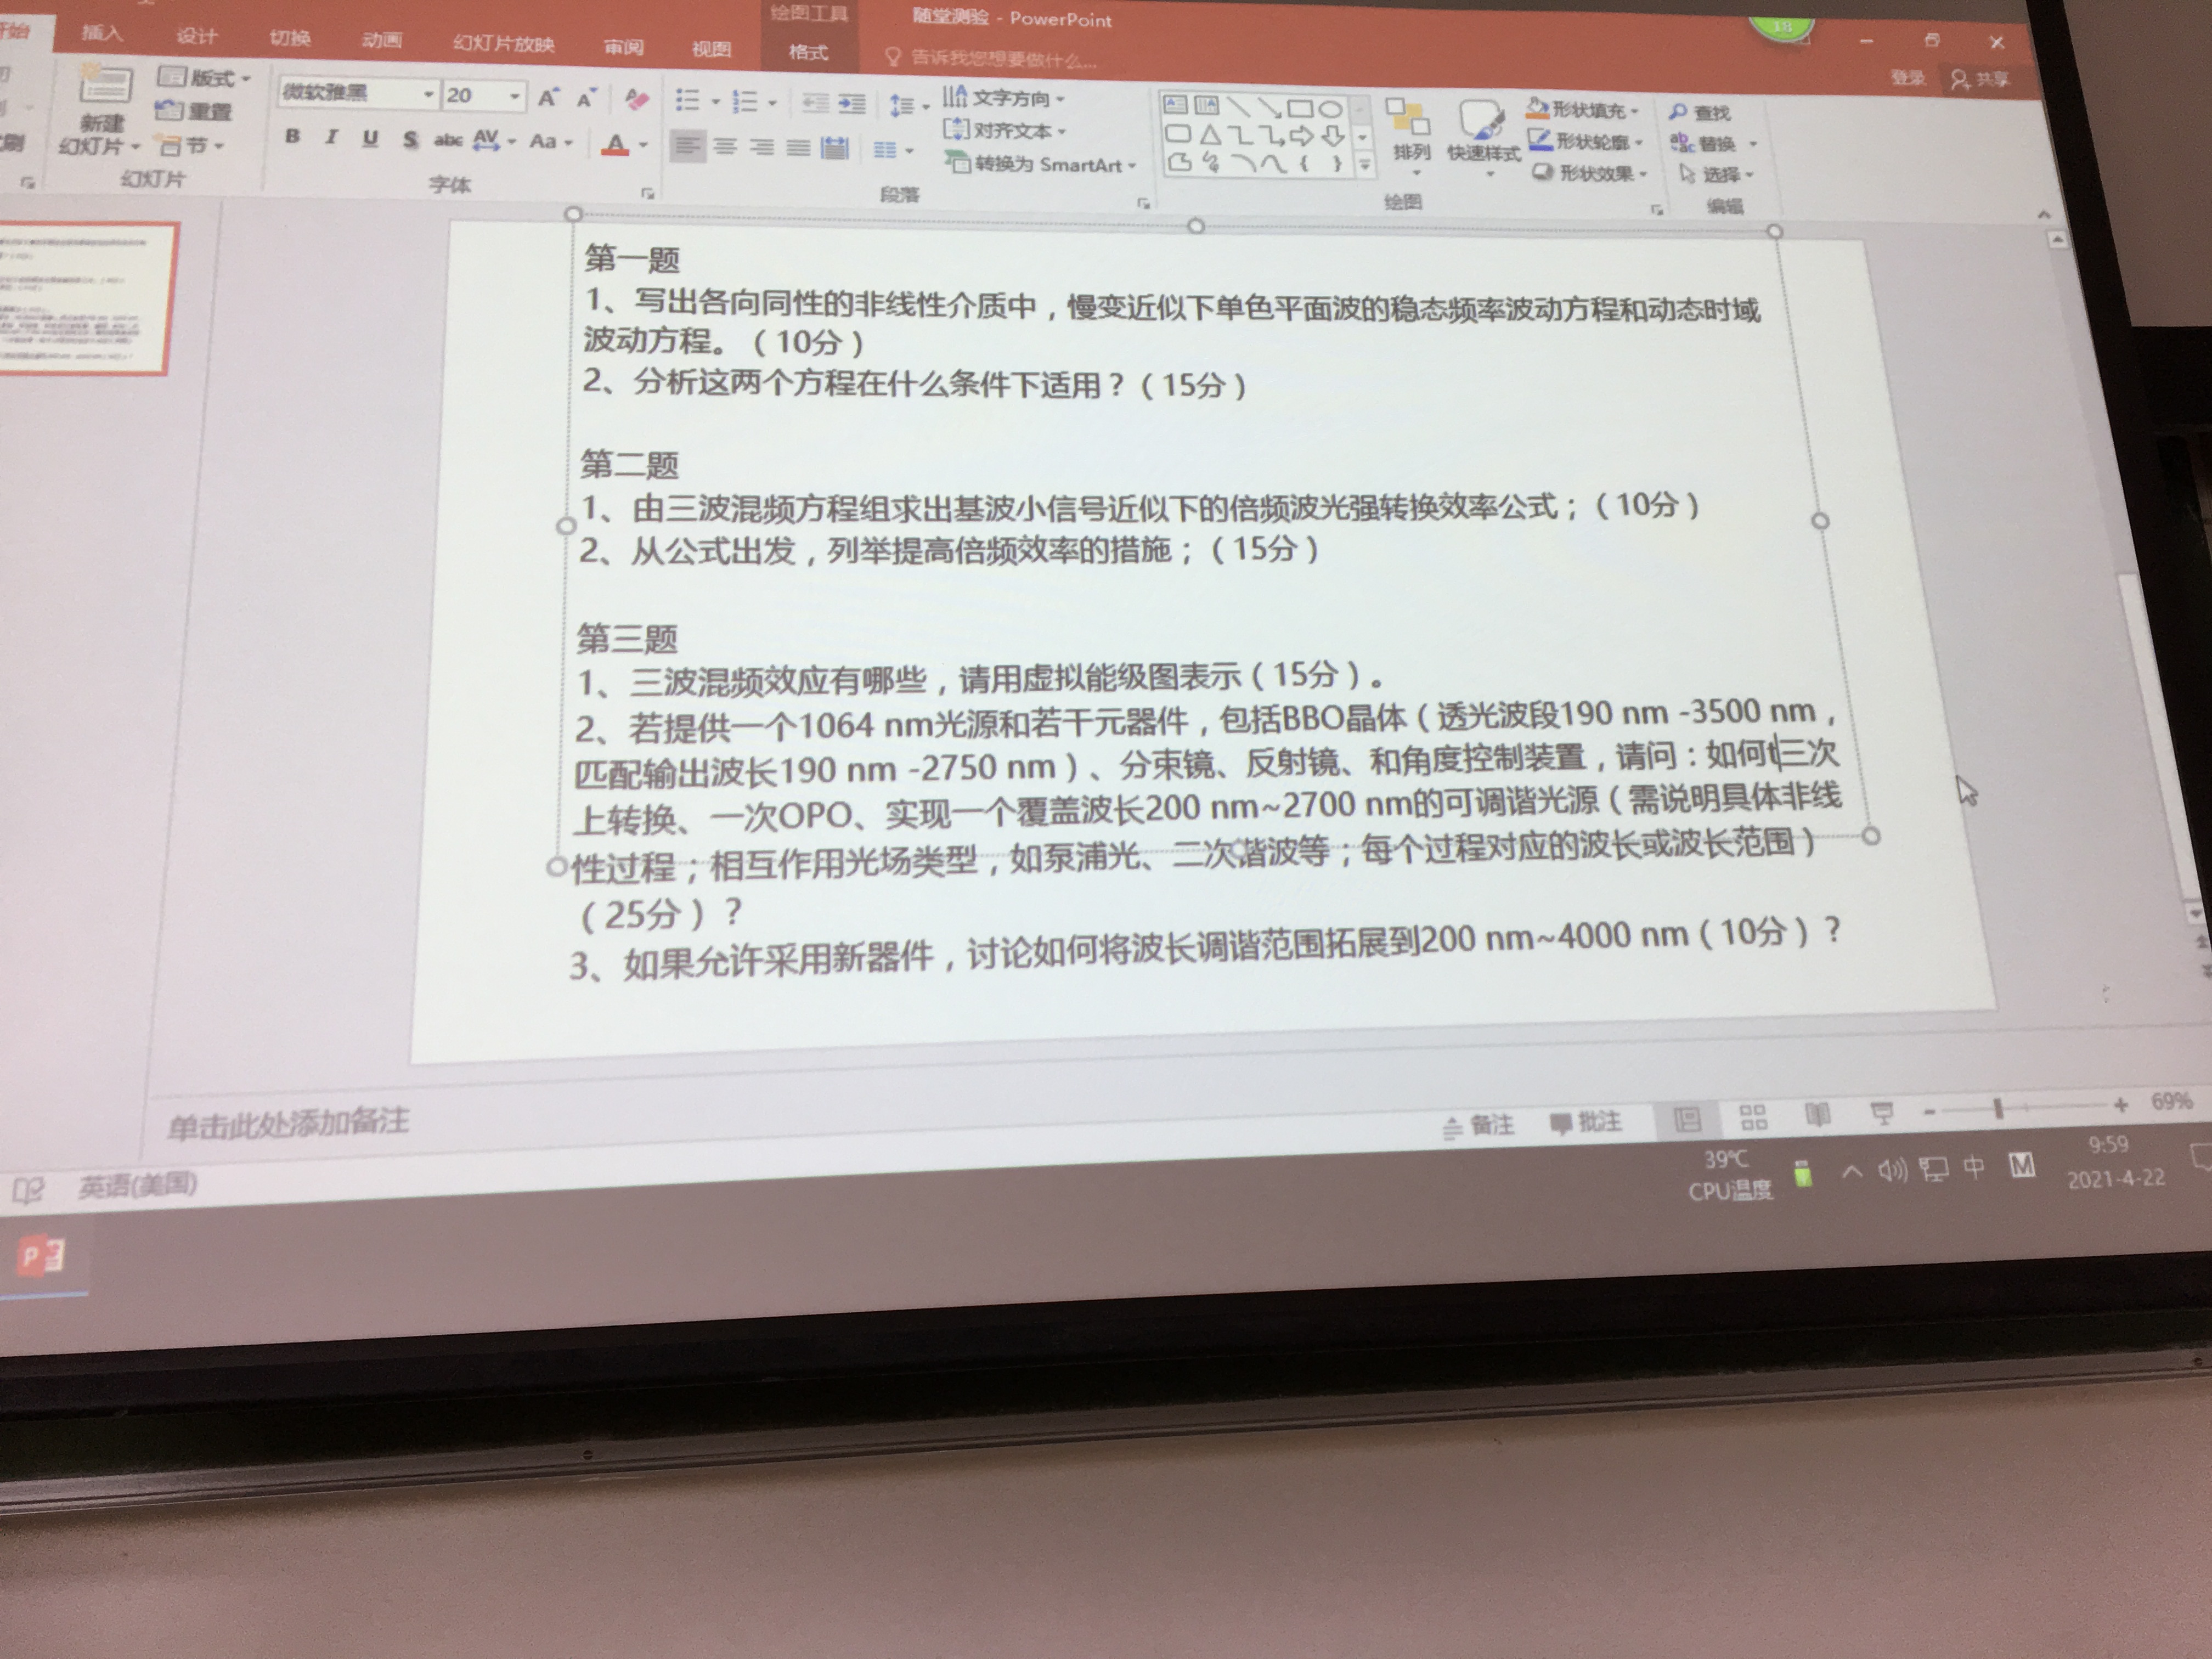 绘图工具
随堂测验 - PowerPoint
18
插入 设计 切换 动画 幻灯片放映 审阅 视图 格式 告诉我您想要做什么...
登录 共享
新建
幻灯片
版式
重置
节
幻灯片
微软雅黑 20
B I U S abc AV Aa A
字体
文字方向
对齐文本
转换为 SmartArt
段落
排列
快速样式
形状填充
形状轮廓
形状效果
绘图
查找
替换
选择
编辑
第一题
1、写出各向同性的非线性介质中，慢变近似下单色平面波的稳态频率波动方程和动态时域
波动方程。（10分）
2、分析这两个方程在什么条件下适用？（15分）
第二题
1、由三波混频方程组求出基波小信号近似下的倍频波光强转换效率公式；（10分）
2、从公式出发，列举提高倍频效率的措施；（15分）
第三题
1、三波混频效应有哪些，请用虚拟能级图表示（15分）。
2、若提供一个1064 nm光源和若干元器件，包括BBO晶体（透光波段190 nm -3500 nm，
匹配输出波长190 nm -2750 nm）、分束镜、反射镜、和角度控制装置，请问：如何t三次
上转换、一次OPO、实现一个覆盖波长200 nm~2700 nm的可调谐光源（需说明具体非线
性过程；相互作用光场类型，如泵浦光、二次谐波等；每个过程对应的波长或波长范围）
（25分）？
3、如果允许采用新器件，讨论如何将波长调谐范围拓展到200 nm~4000 nm（10分）？
单击此处添加备注
备注 批注 69%
英语(美国)
39℃
CPU温度
中 M
9:59
2021-4-22